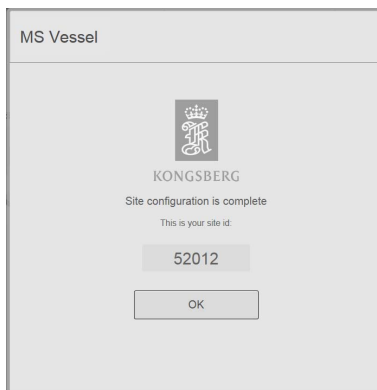 MS Vessel
KONGSBERG
Site configuration is complete
This is your site id:
52012
OK